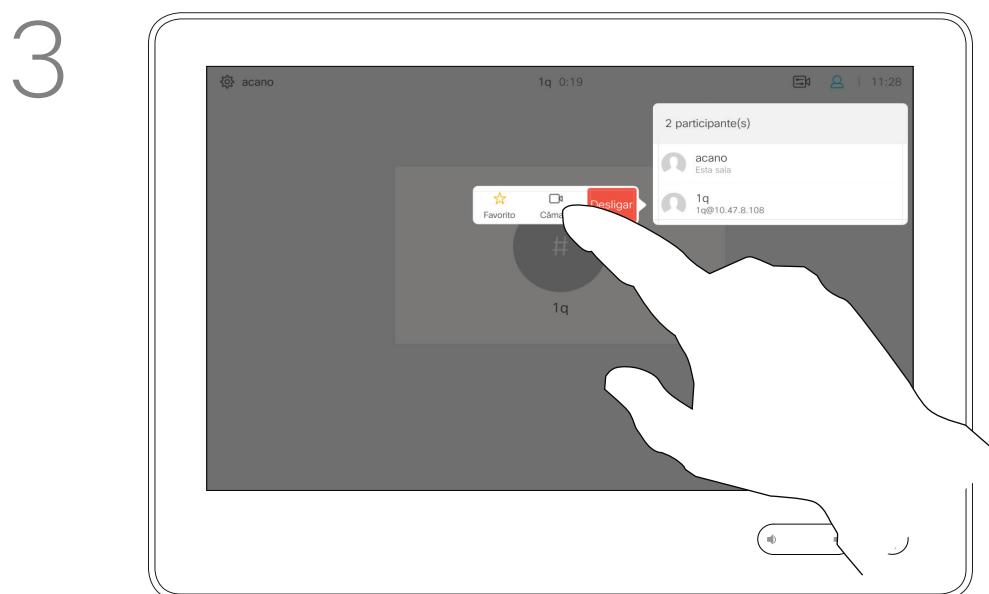 3
acano
1q 0:19
11:28
2 participante(s)
acano
Esta sala
1q
1q@10.47.8.108
Favorito
Desligar
#
1q